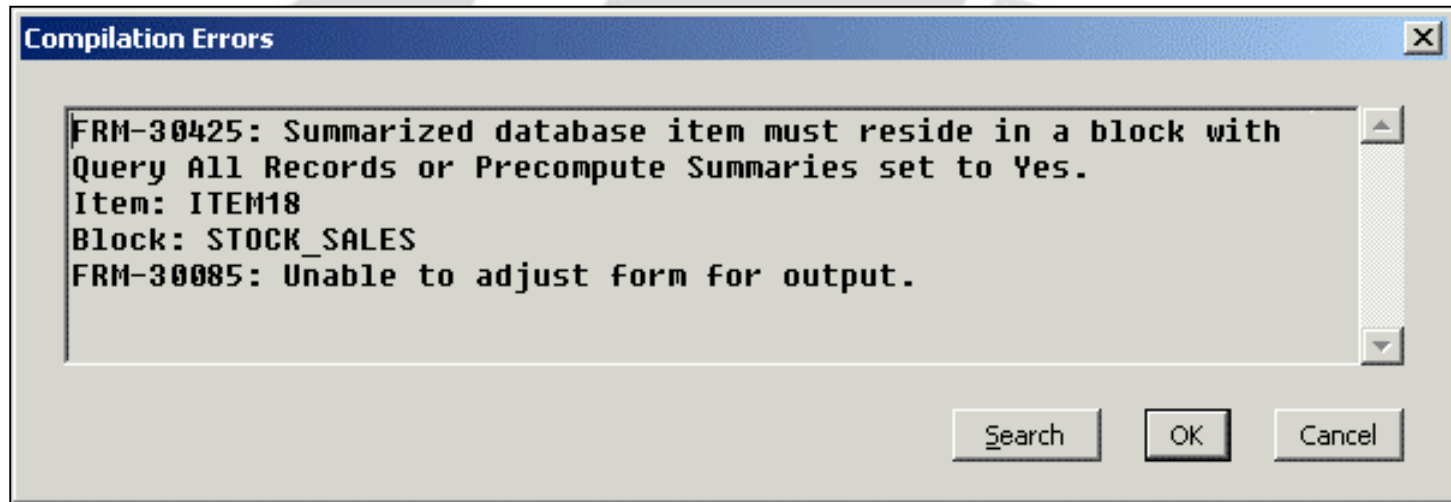 Compilation Errors
FRM-30425: Summarized database item must reside in a block with
Query All Records or Precompute Summaries set to Yes.
Item: ITEM18
Block: STOCK_SALES
FRM-30085: Unable to adjust form for output.
Search OK Cancel